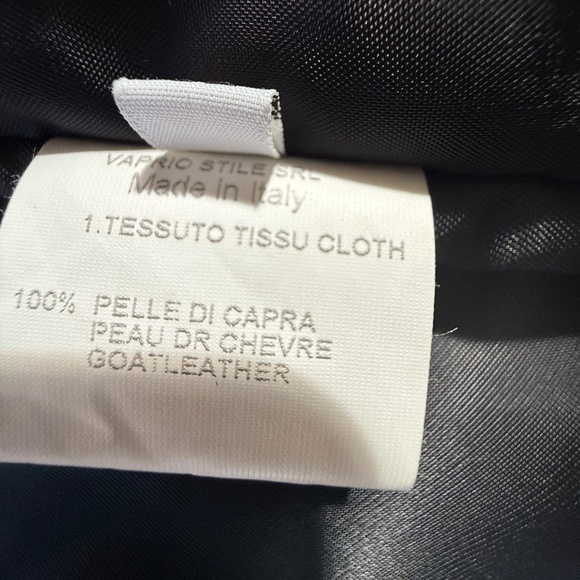 VAPRIO STILE SRL
Made in Italy
1.TESSUTO TISSU CLOTH
100% PELLE DI CAPRA
PEAU DR CHEVRE
GOATLEATHER